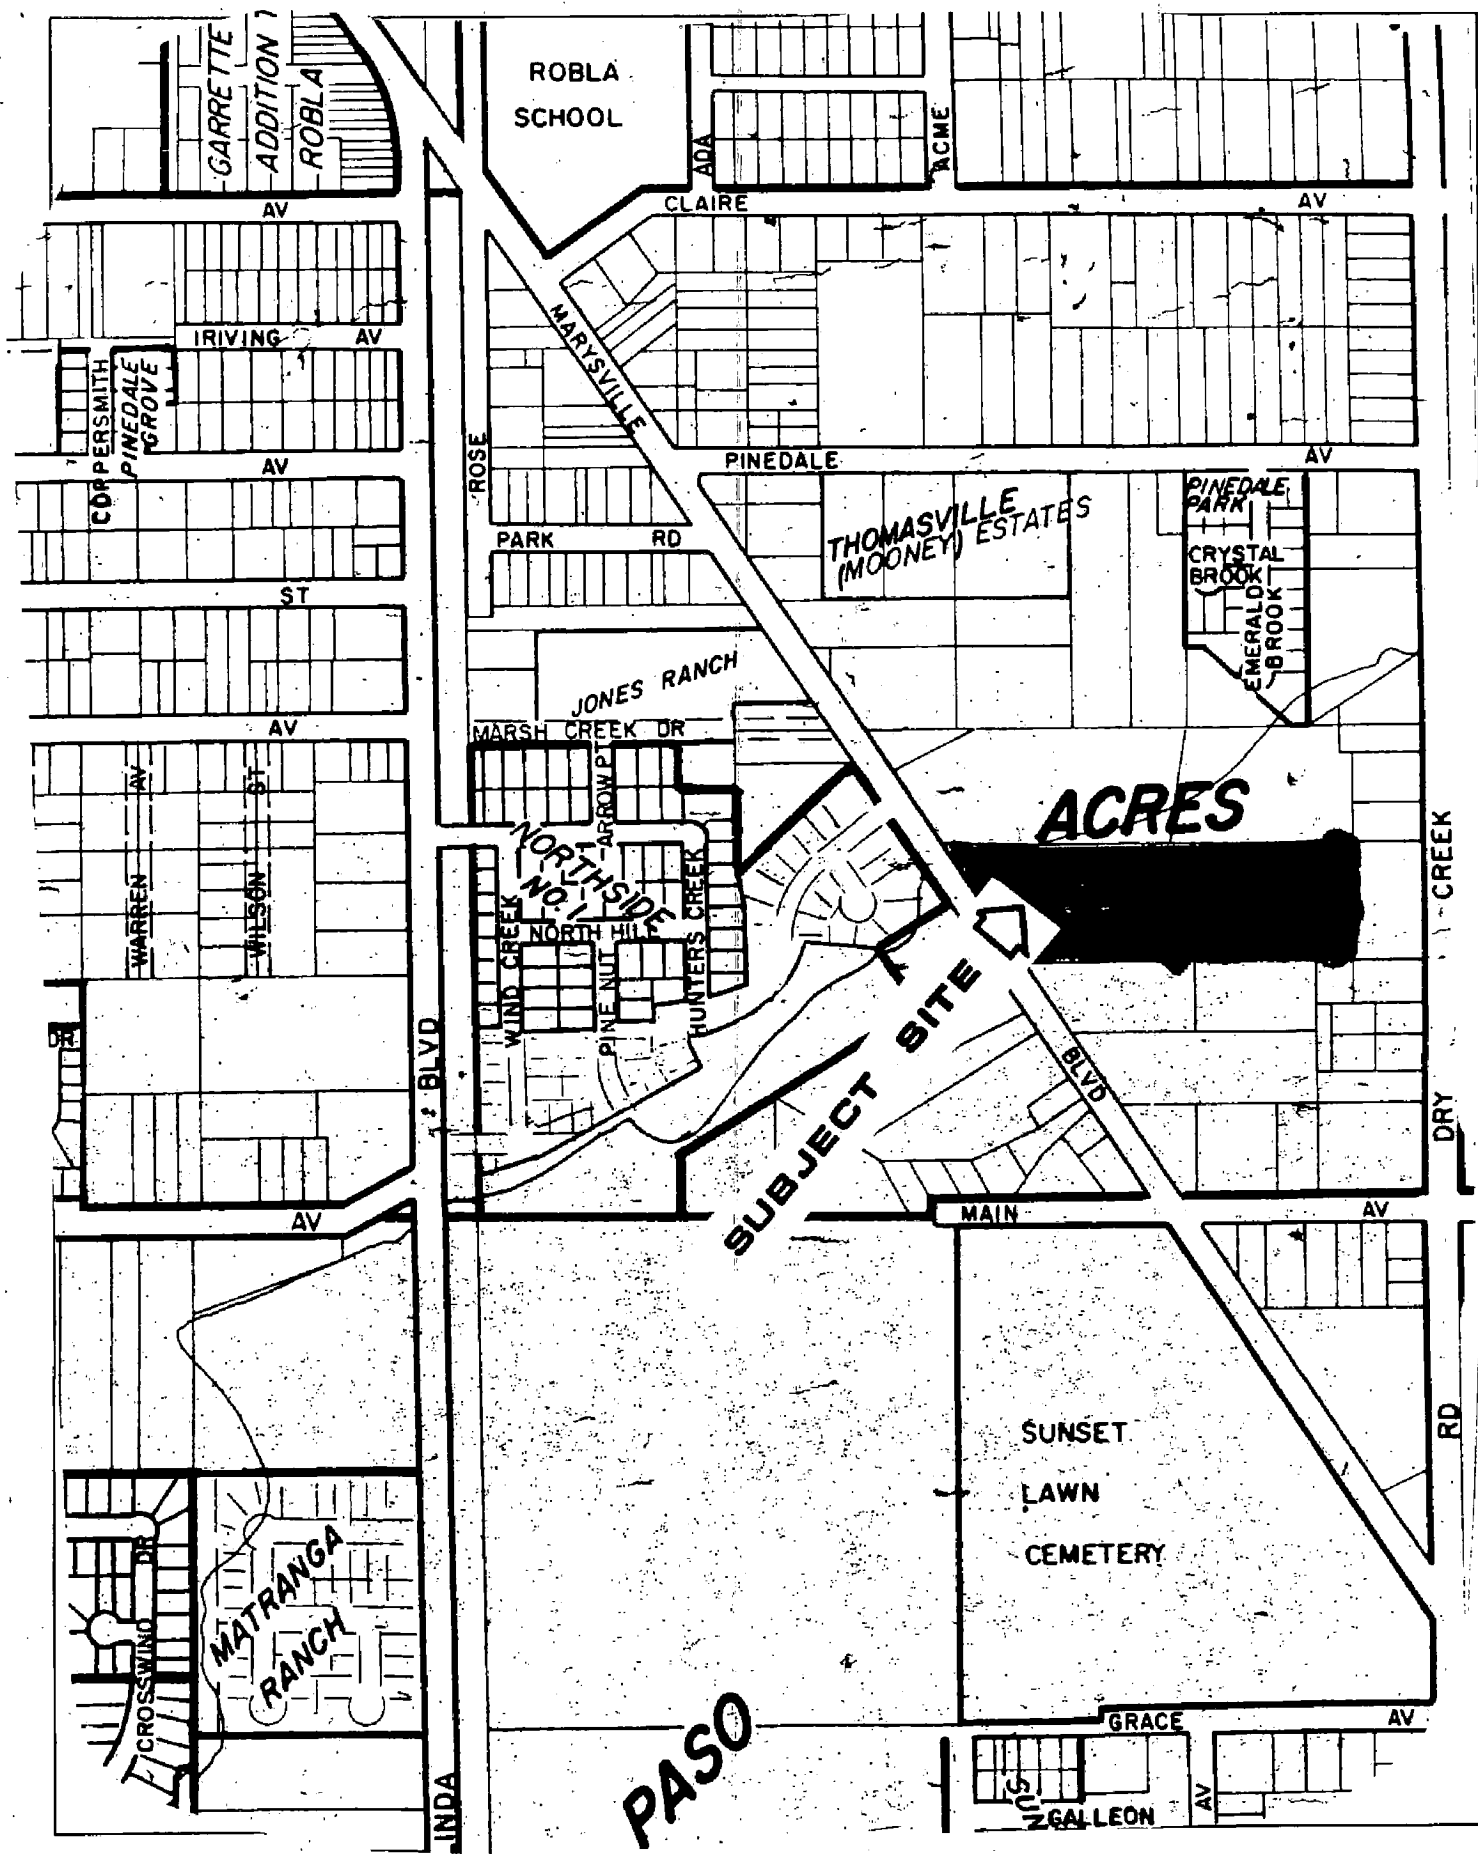 GARRETTE
ADDITION 1
ROBLA
ROBLA
SCHOOL
ADA
ACME
AV
CLAIRE
AV
IRIVING
AV
MARYSVILLE
COPPERSMITH
PINEDALE
GROVE
AV
ROSE
PINEDALE
AV
PARK
RD
THOMASVILLE
(MOONEY) ESTATES
PINEDALE
PARK
CRYSTAL
BROOK
EMERALD
BROOK
ST
JONES RANCH
AV
MARSH CREEK DR
ARROW PT
WARREN
AV
WILSON
ST
NORTHSIDE
NO. 1
ACRES
WIND CREEK
NORTH HILL
PINE NUT
HUNTERS CREEK
DRY
CREEK
RD
DR
BLVD
SUBJECT SITE
BLVD
AV
MAIN
AV
SUNSET
LAWN
CEMETERY
CROSSWIND
DR
MATRANGA
RANCH
PASO
INDA
GRACE
AV
SUN
GALLEON
AV